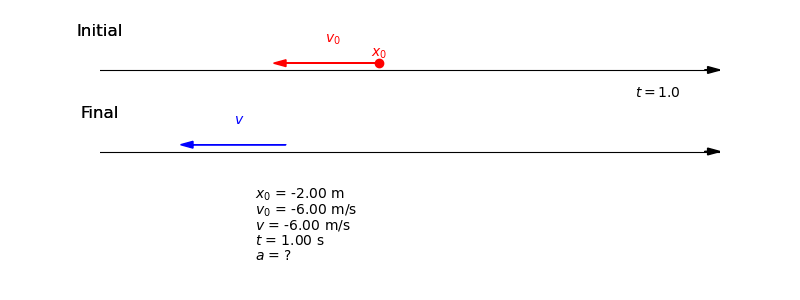 Initial
v₀
x₀
t = 1.0
Final
v
x₀ = -2.00 m
v₀ = -6.00 m/s
v = -6.00 m/s
t = 1.00 s
a = ?